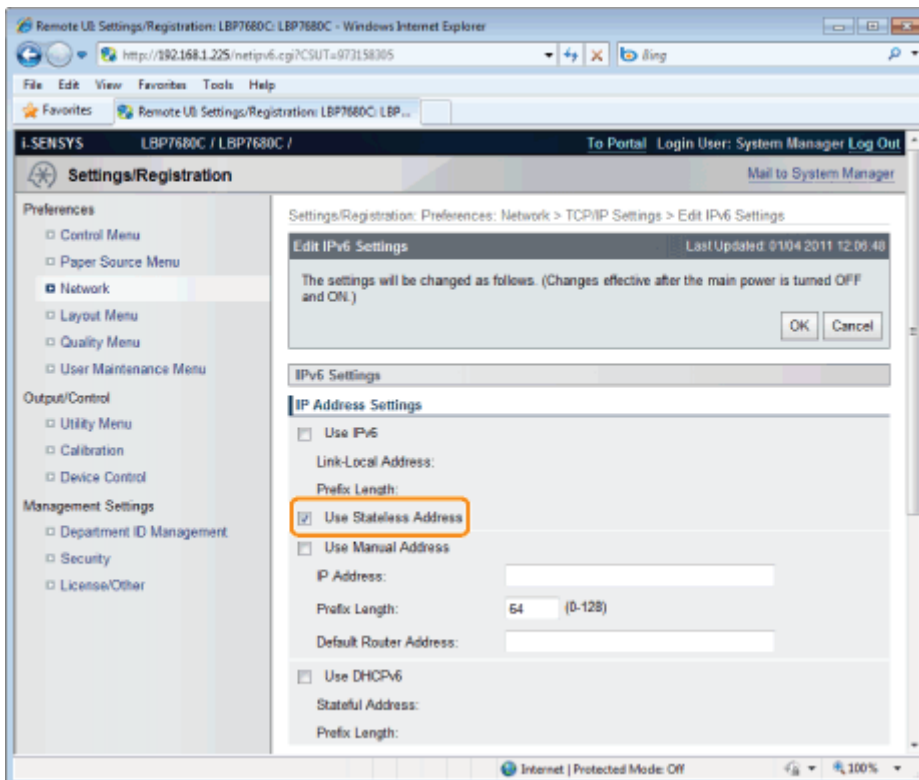 Remote UI: Settings/Registration: LBP7680C: LBP7680C - Windows Internet Explorer
http://192.168.1.225/netipv6.cgi?CSUT=973158305
Bing
File Edit View Favorites Tools Help
Favorites Remote UI: Settings/Registration: LBP7680C: LBP...
i-SENSYS LBP7680C / LBP7680C / To Portal Login User: System Manager Log Out
Settings/Registration Mail to System Manager
Preferences
Control Menu
Paper Source Menu
Network
Layout Menu
Quality Menu
User Maintenance Menu
Output/Control
Utility Menu
Calibration
Device Control
Management Settings
Department ID Management
Security
License/Other
Settings/Registration: Preferences: Network > TCP/IP Settings > Edit IPv6 Settings
Edit IPv6 Settings Last Updated: 01/04 2011 12:06:48
The settings will be changed as follows. (Changes effective after the main power is turned OFF
and ON.)
OK Cancel
IPv6 Settings
IP Address Settings
Use IPv6
Link-Local Address:
Prefix Length:
Use Stateless Address
Use Manual Address
IP Address:
Prefix Length: 64 (0-128)
Default Router Address:
Use DHCPv6
Stateful Address:
Prefix Length:
Internet | Protected Mode: Off 100%